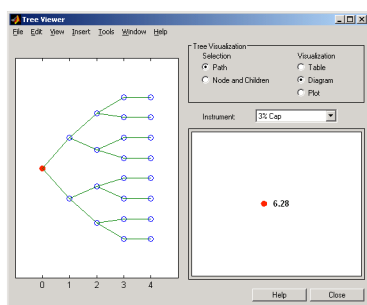 Tree Viewer
File Edit View Insert Tools Window Help
Tree Visualization
Selection Visualization
Path Table
Node and Children Diagram
Plot
Instrument: 3% Cap
6.28
0 1 2 3 4
Help Close